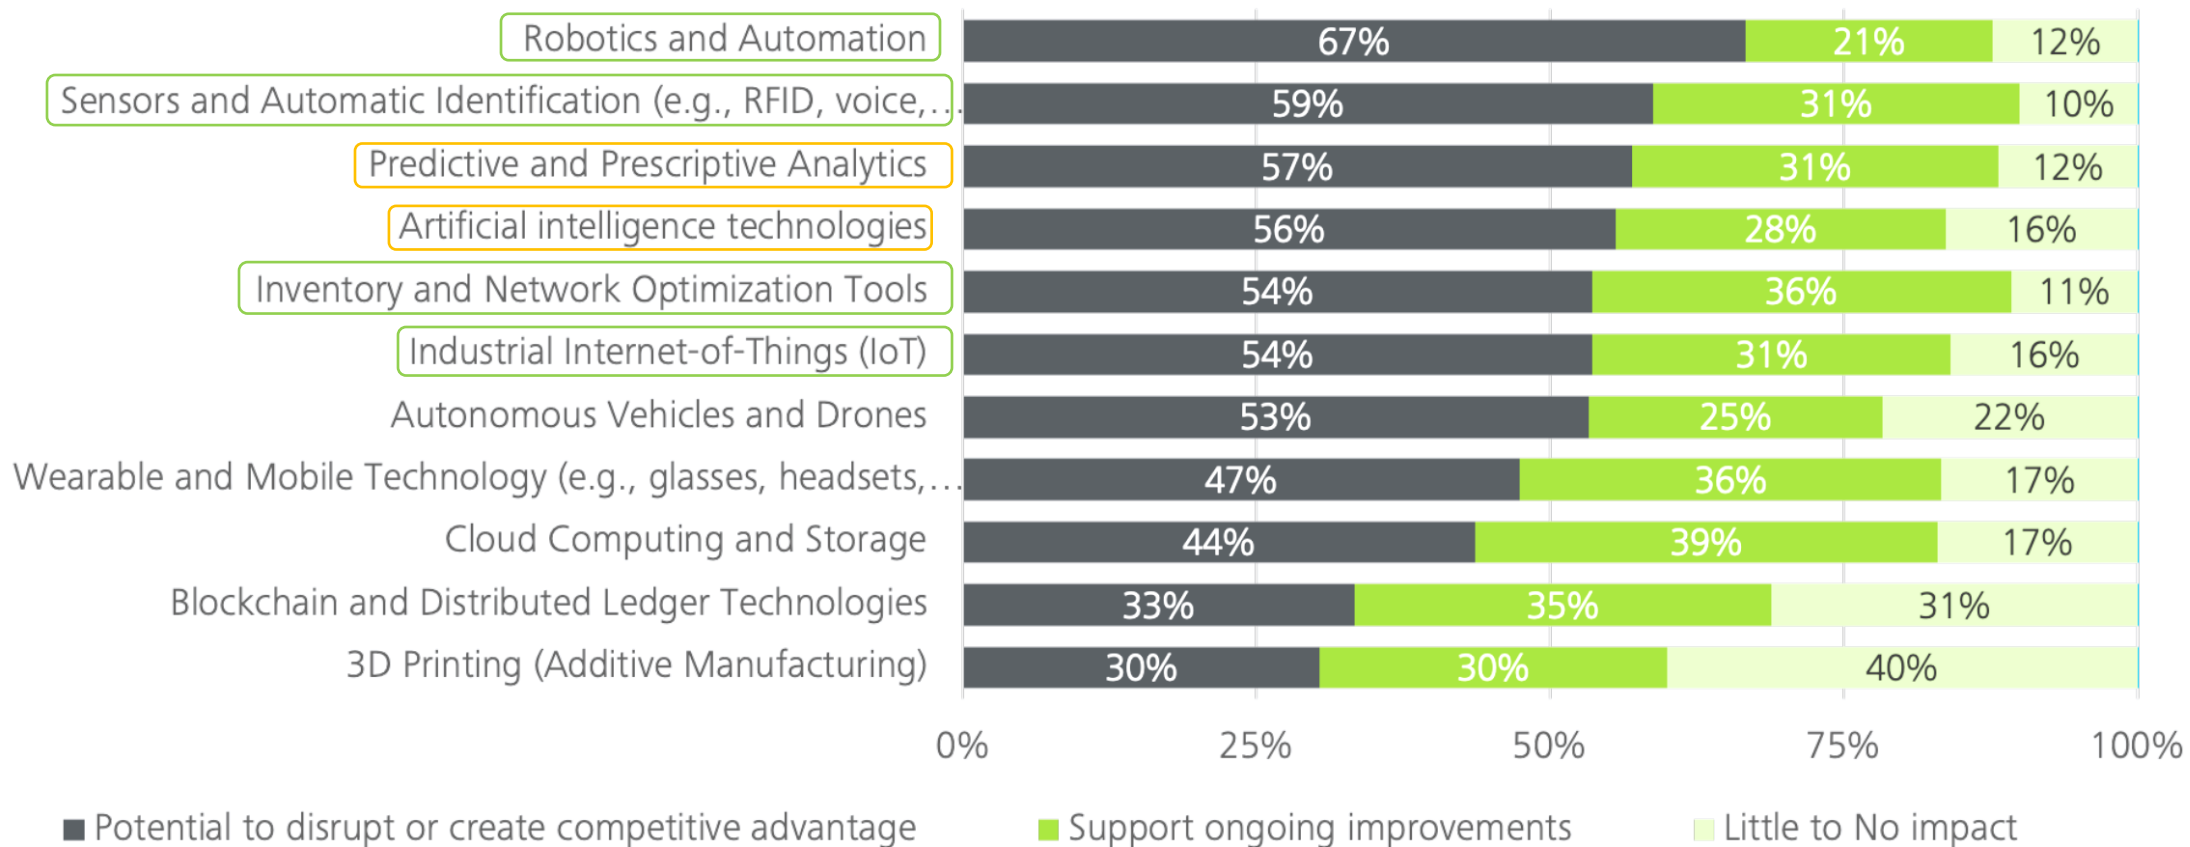 Robotics and Automation 67% 21% 12%
Sensors and Automatic Identification (e.g., RFID, voice,... 59% 31% 10%
Predictive and Prescriptive Analytics 57% 31% 12%
Artificial intelligence technologies 56% 28% 16%
Inventory and Network Optimization Tools 54% 36% 11%
Industrial Internet-of-Things (IoT) 54% 31% 16%
Autonomous Vehicles and Drones 53% 25% 22%
Wearable and Mobile Technology (e.g., glasses, headsets,... 47% 36% 17%
Cloud Computing and Storage 44% 39% 17%
Blockchain and Distributed Ledger Technologies 33% 35% 31%
3D Printing (Additive Manufacturing) 30% 30% 40%
0% 25% 50% 75% 100%
Potential to disrupt or create competitive advantage Support ongoing improvements Little to No impact